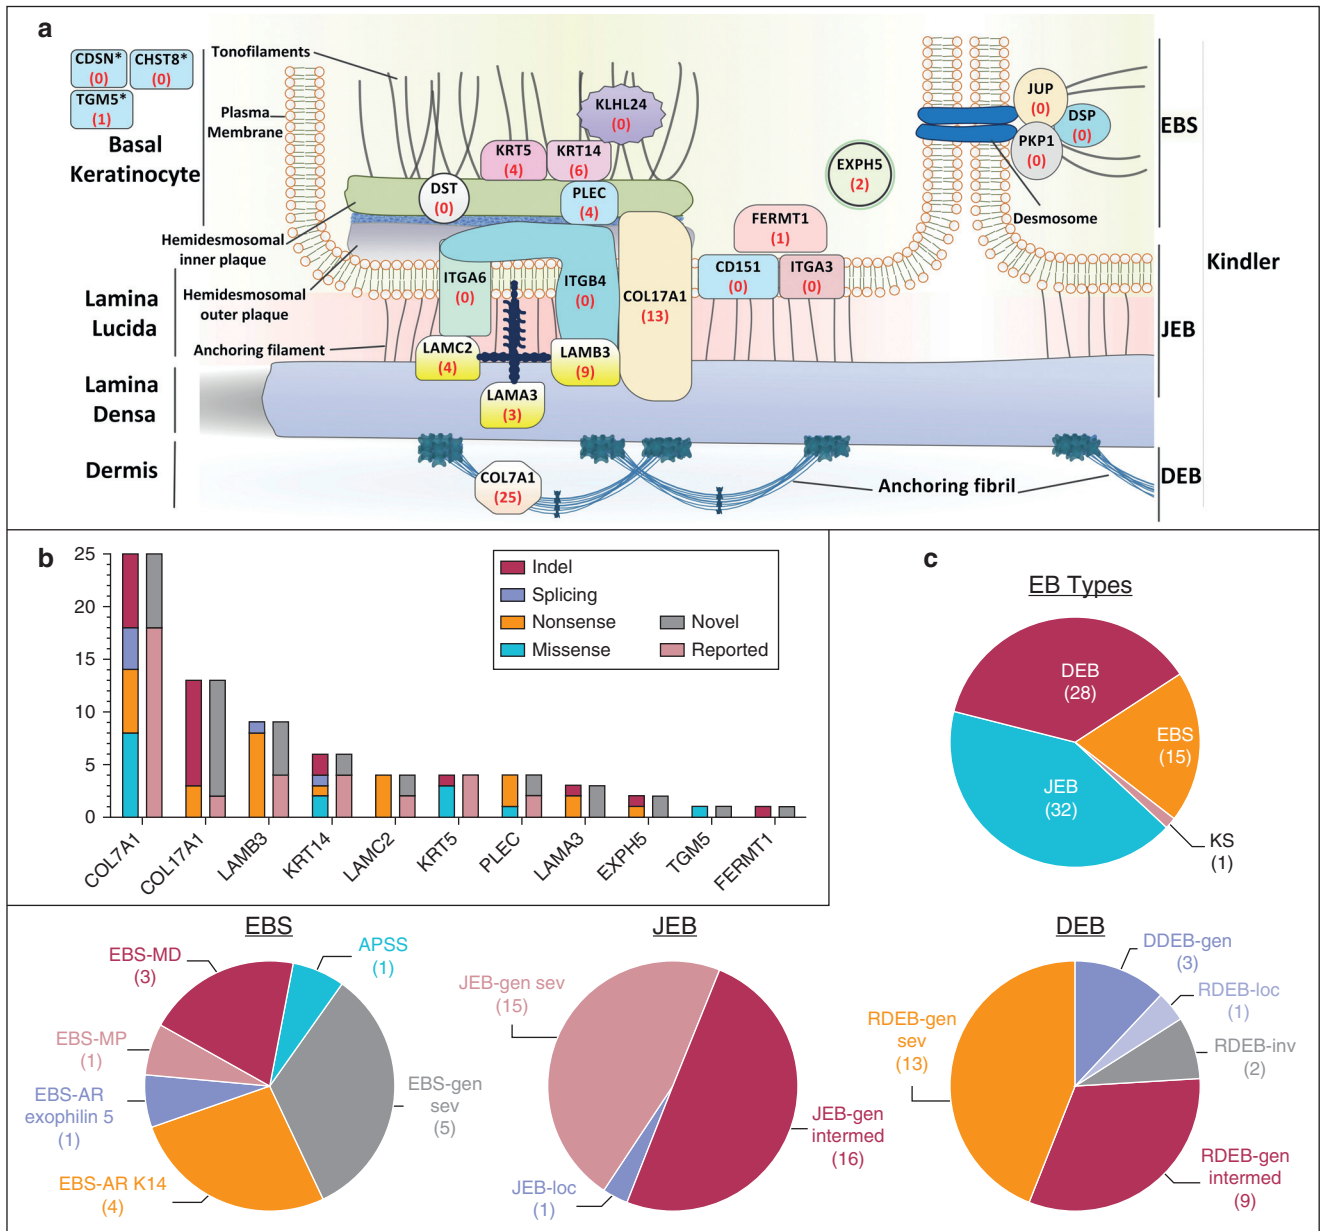 a
CDSN*
(0)
CHST8*
(0)
TGM5*
(1)
Basal
Keratinocyte
Tonofilaments
Plasma
Membrane
Hemidesmosomal
inner plaque
Hemidesmosomal
outer plaque
Lamina
Lucida
Anchoring filament
Lamina
Densa
Dermis
KLHL24
(0)
KRT5
(4)
KRT14
(6)
DST
(0)
PLEC
(4)
ITGA6
(0)
ITGB4
(0)
COL17A1
(13)
LAMC2
(4)
LAMB3
(9)
LAMA3
(3)
COL7A1
(25)
EXPH5
(2)
FERMT1
(1)
CD151
(0)
ITGA3
(0)
JUP
(0)
DSP
(0)
PKP1
(0)
Desmosome
Anchoring fibril
EBS
Kindler
JEB
DEB
b
25
20
15
10
5
0
Indel
Splicing
Nonsense
Missense
Novel
Reported
COL7A1
COL17A1
LAMB3
KRT14
LAMC2
KRT5
PLEC
LAMA3
EXPH5
TGM5
FERMT1
c
EB Types
DEB
(28)
EBS
(15)
JEB
(32)
KS
(1)
EBS
EBS-MD
(3)
APSS
(1)
EBS-MP
(1)
EBS-AR
exophilin 5
(1)
EBS-gen
sev
(5)
EBS-AR K14
(4)
JEB
JEB-gen sev
(15)
JEB-gen
intermed
(16)
JEB-loc
(1)
DEB
DDEB-gen
(3)
RDEB-loc
(1)
RDEB-inv
(2)
RDEB-gen
sev
(13)
RDEB-gen
intermed
(9)